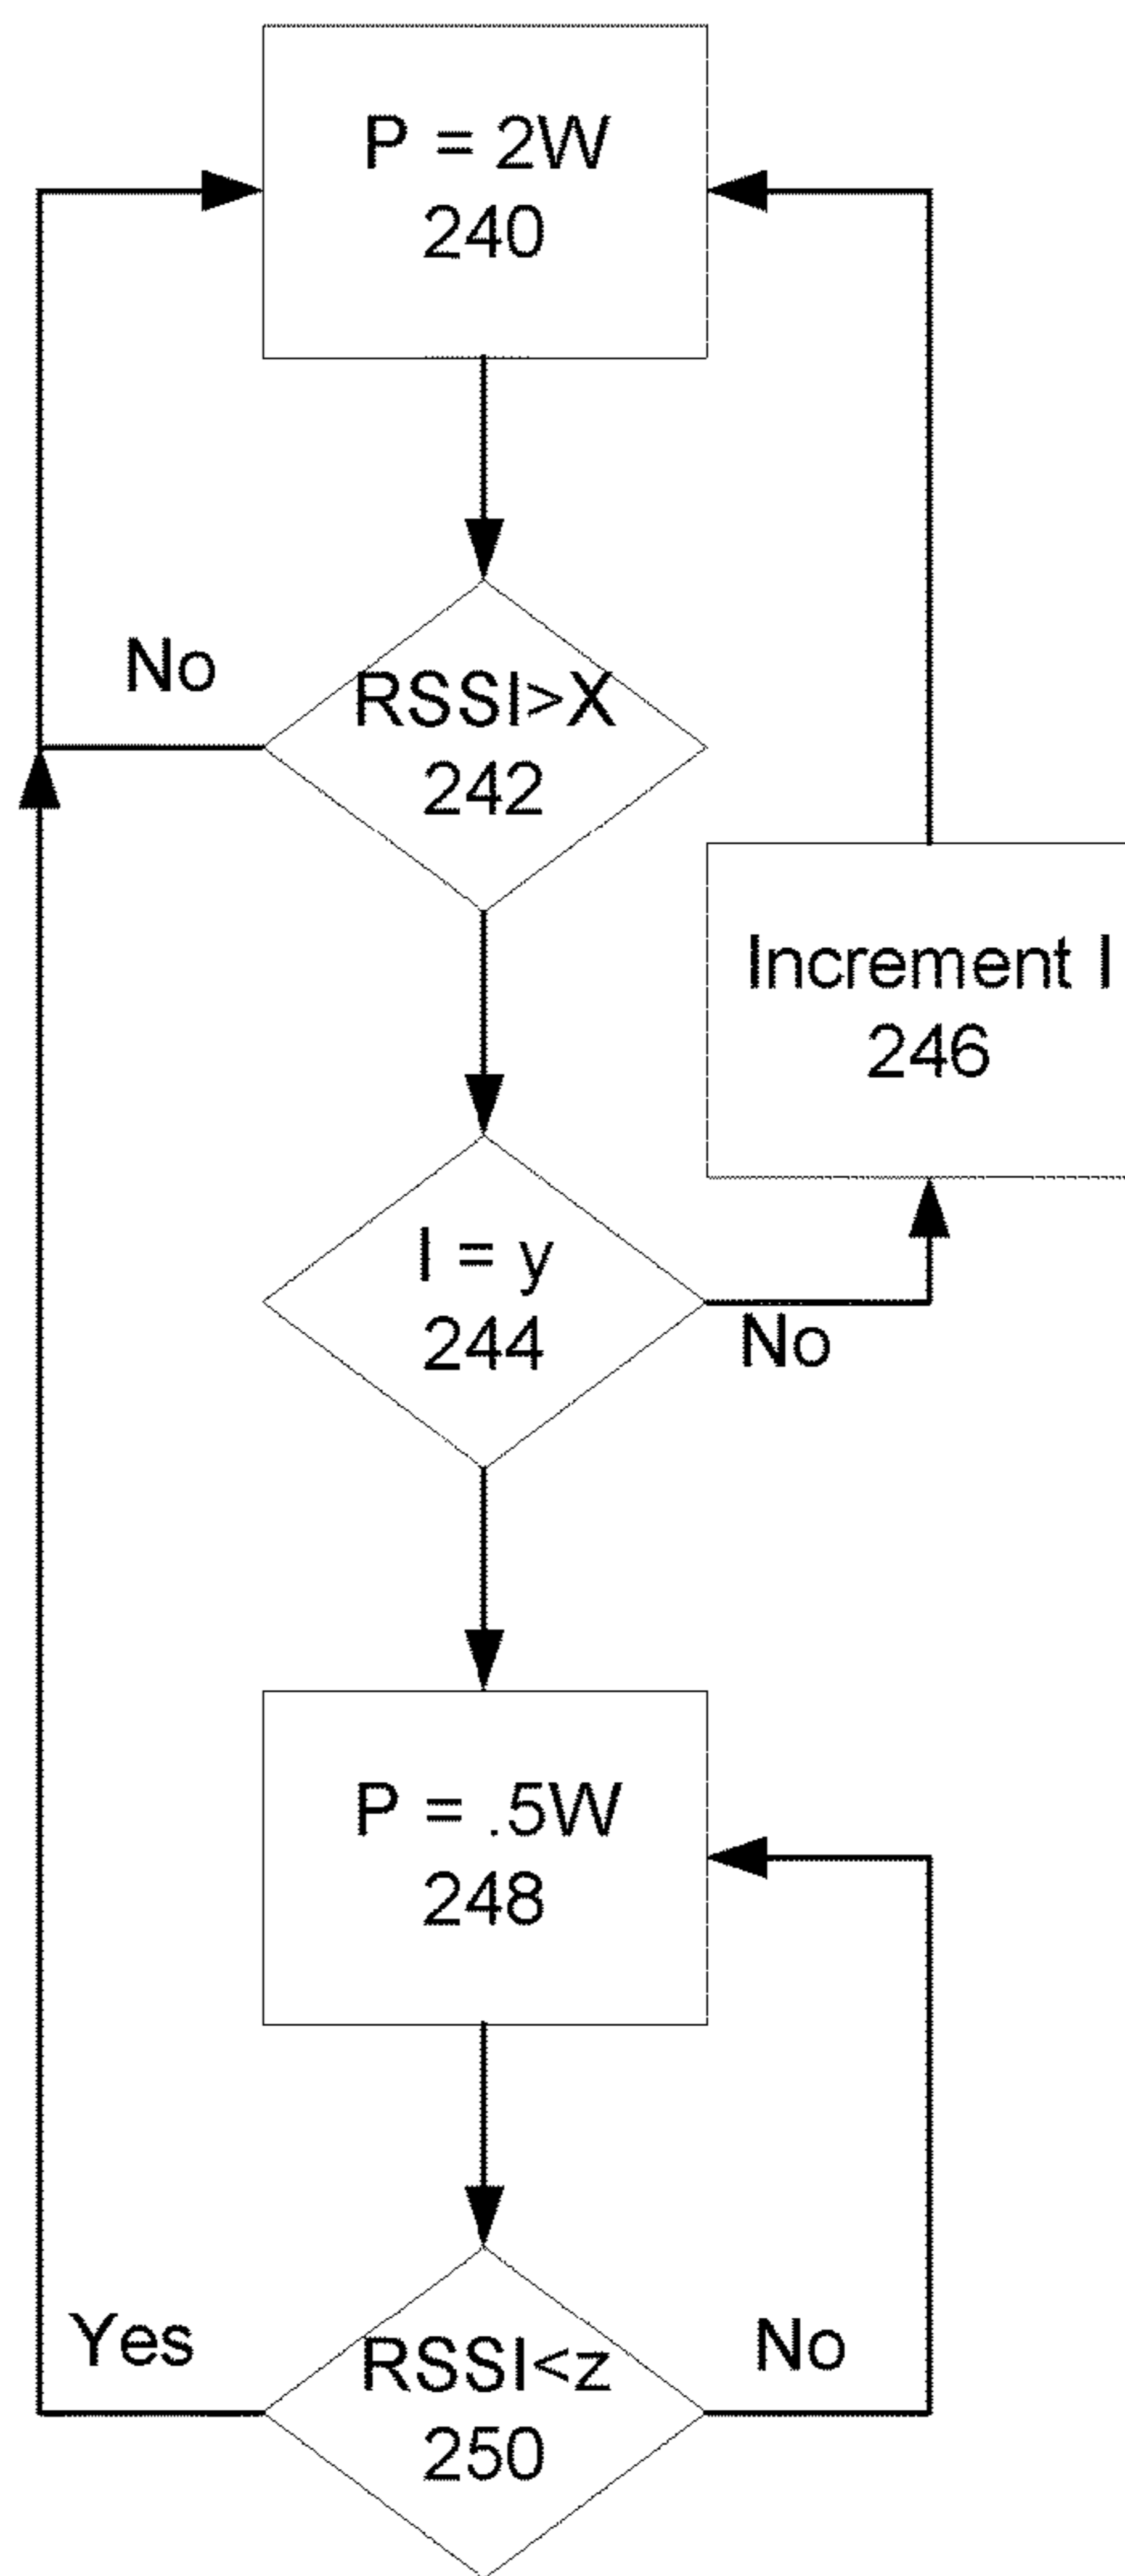 P = 2W
240
No
RSSI>X
242
Increment I
246
I = y
244
No
P = .5W
248
Yes
RSSI<z
250
No